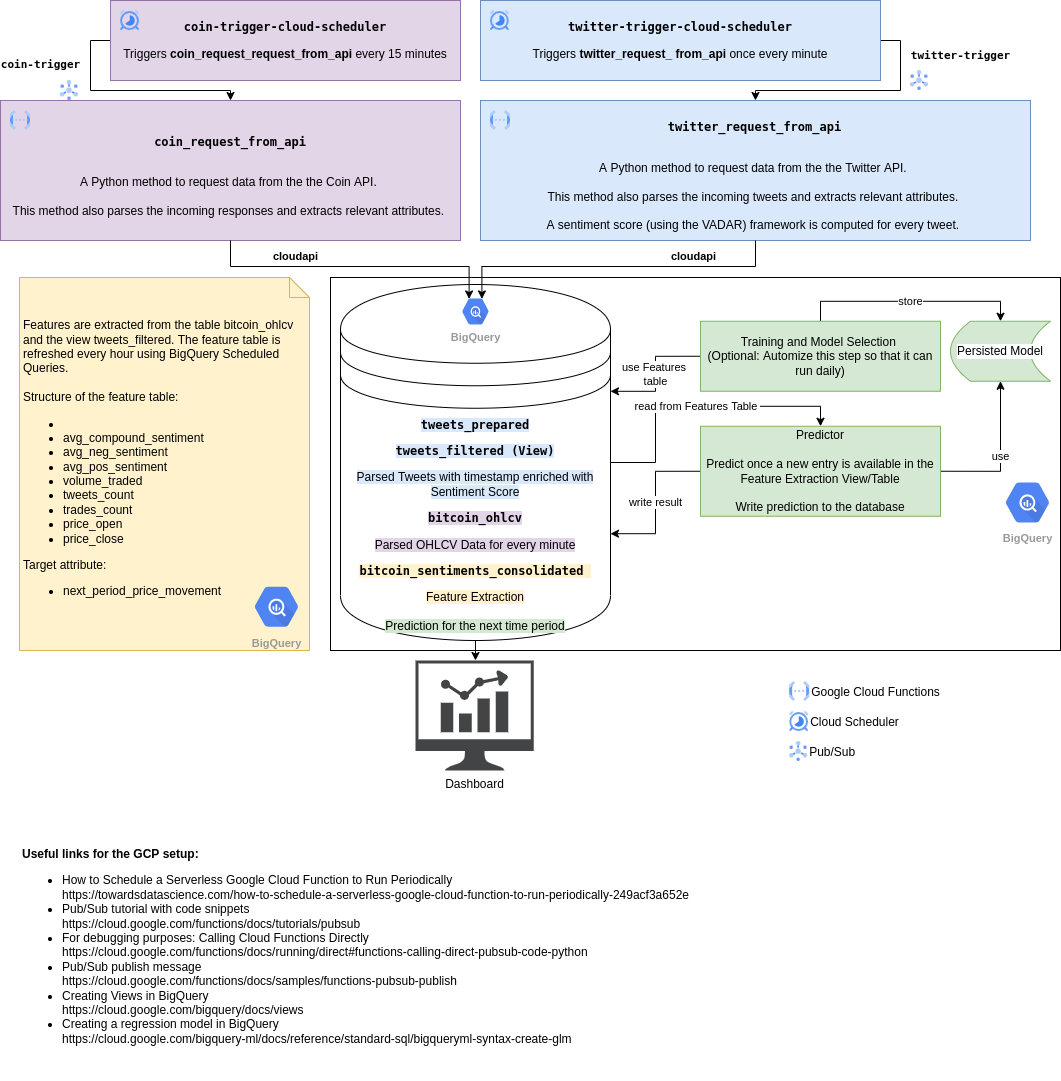 coin-trigger-cloud-scheduler
Triggers coin_request_request_from_api every 15 minutes
twitter-trigger-cloud-scheduler
Triggers twitter_request_ from_api once every minute
coin-trigger
twitter-trigger
coin_request_from_api
A Python method to request data from the the Coin API.
This method also parses the incoming responses and extracts relevant attributes.
twitter_request_from_api
A Python method to request data from the the Twitter API.
This method also parses the incoming tweets and extracts relevant attributes.
A sentiment score (using the VADAR) framework is computed for every tweet.
cloudapi
cloudapi
Features are extracted from the table bitcoin_ohlcv
and the view tweets_filtered. The feature table is
refreshed every hour using BigQuery Scheduled
Queries.
Structure of the feature table:
•
• avg_compound_sentiment
• avg_neg_sentiment
• avg_pos_sentiment
• volume_traded
• tweets_count
• trades_count
• price_open
• price_close
Target attribute:
• next_period_price_movement
BigQuery
BigQuery
tweets_prepared
tweets_filtered (View)
Parsed Tweets with timestamp enriched with
Sentiment Score
bitcoin_ohlcv
Parsed OHLCV Data for every minute
bitcoin_sentiments_consolidated
Feature Extraction
Prediction for the next time period
use Features
table
read from Features Table
write result
Training and Model Selection
(Optional: Automize this step so that it can
run daily)
store
Persisted Model
Predictor
Predict once a new entry is available in the
Feature Extraction View/Table
Write prediction to the database
use
BigQuery
Dashboard
Google Cloud Functions
Cloud Scheduler
Pub/Sub
Useful links for the GCP setup:
• How to Schedule a Serverless Google Cloud Function to Run Periodically
https://towardsdatascience.com/how-to-schedule-a-serverless-google-cloud-function-to-run-periodically-249acf3a652e
• Pub/Sub tutorial with code snippets
https://cloud.google.com/functions/docs/tutorials/pubsub
• For debugging purposes: Calling Cloud Functions Directly
https://cloud.google.com/functions/docs/running/direct#functions-calling-direct-pubsub-code-python
• Pub/Sub publish message
https://cloud.google.com/functions/docs/samples/functions-pubsub-publish
• Creating Views in BigQuery
https://cloud.google.com/bigquery/docs/views
• Creating a regression model in BigQuery
https://cloud.google.com/bigquery-ml/docs/reference/standard-sql/bigqueryml-syntax-create-glm